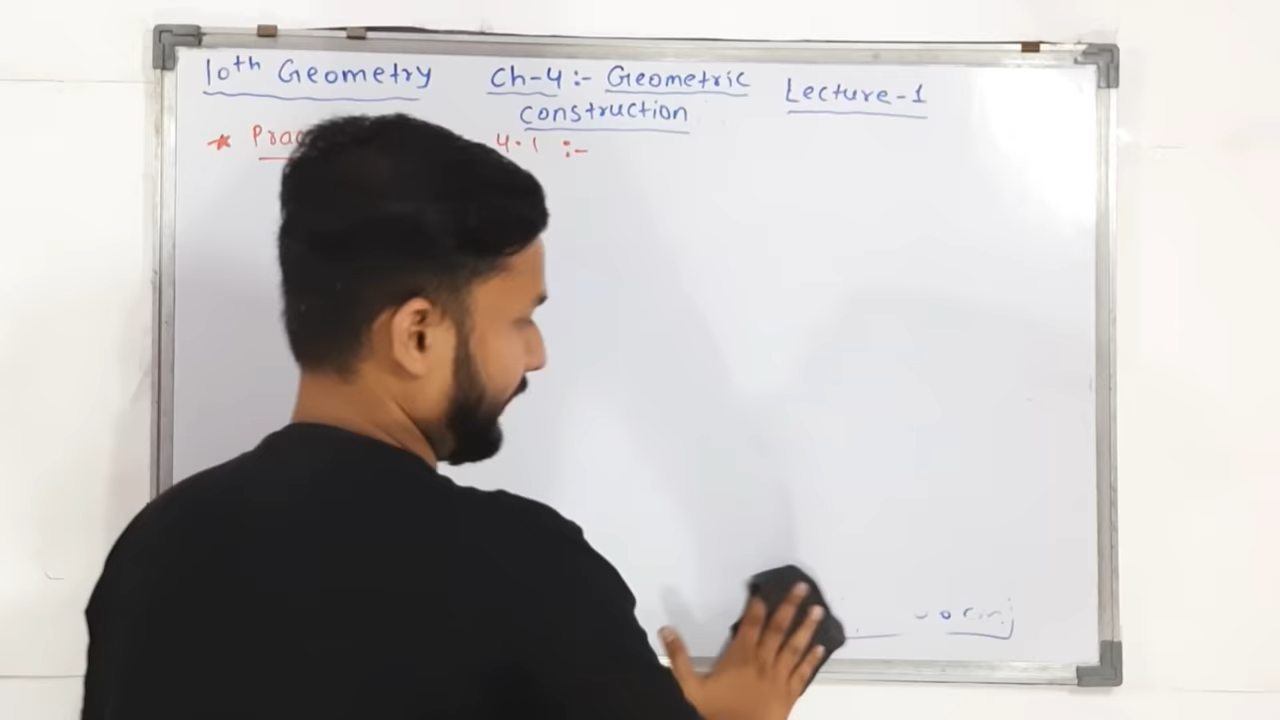 10th Geometry Ch-4 :- Geometric Lecture-1
construction
* 4.1 :-